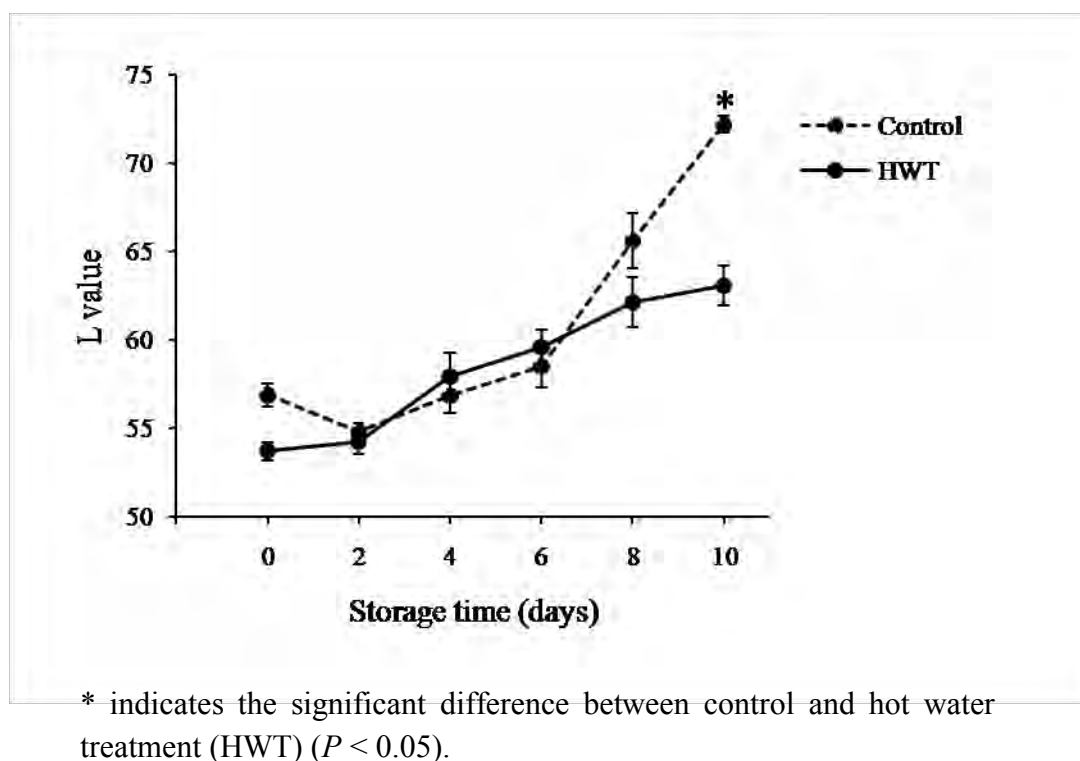 75
70
65
60
55
50
L value
*
Control
HWT
0 2 4 6 8 10
Storage time (days)
* indicates the significant difference between control and hot water
treatment (HWT) (P < 0.05).